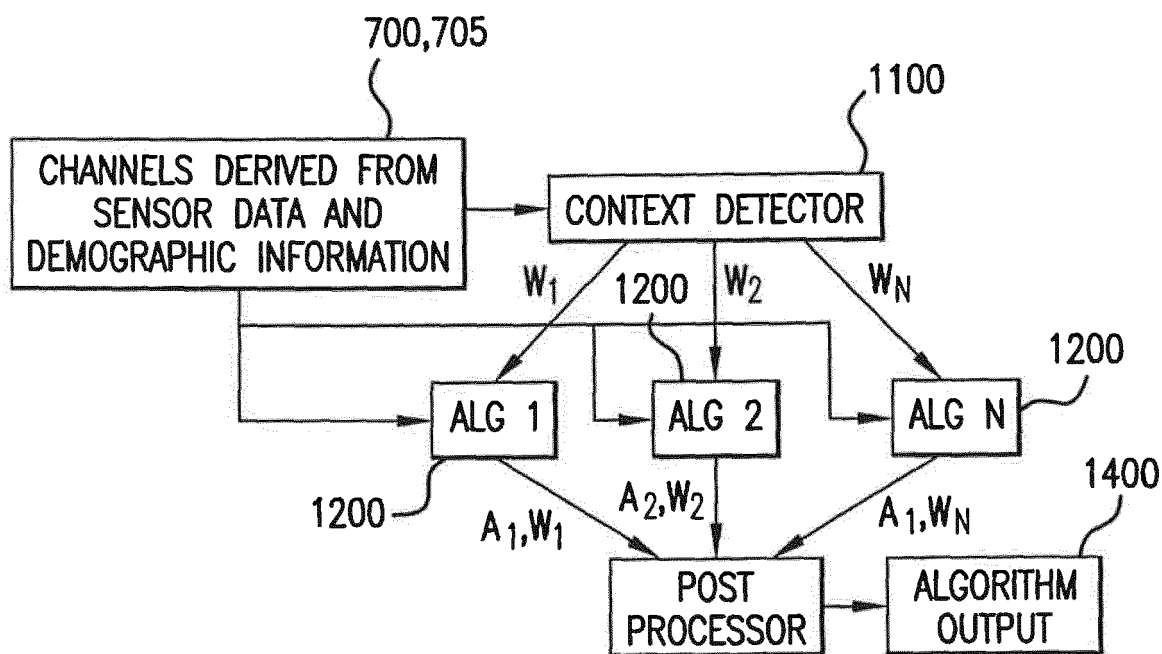 700,705
1100
CHANNELS DERIVED FROM
SENSOR DATA AND
DEMOGRAPHIC INFORMATION
CONTEXT DETECTOR
W1
1200
W2
WN
1200
ALG 1
ALG 2
ALG N
1200
A1,W1
A2,W2
A1,WN
1400
POST
PROCESSOR
ALGORITHM
OUTPUT